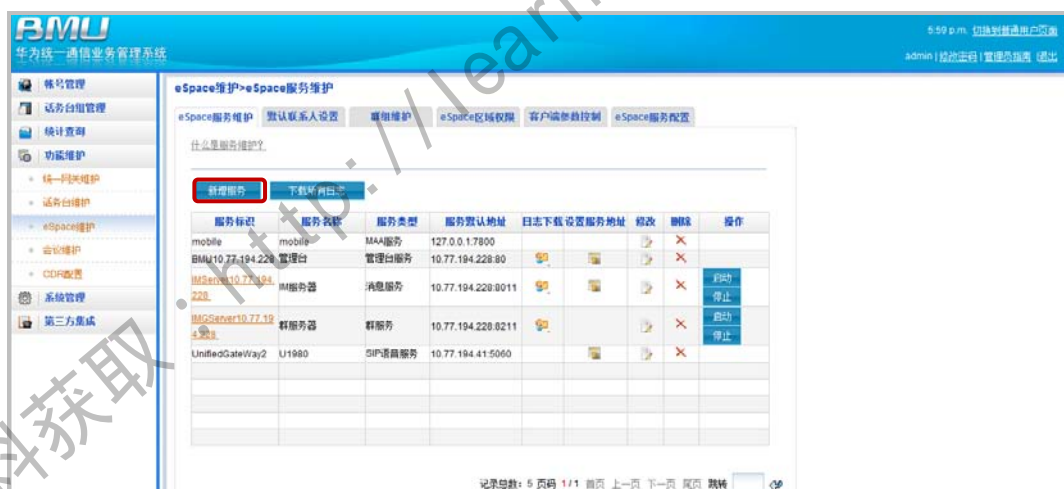 BMU
华为统一通信业务管理系统
5:59 p.m. 切换到普通用户页面
admin | 修改密码 | 管理员指南 | 退出
帐号管理
话务台组管理
统计查询
功能维护
统一网关维护
话务台维护
eSpace维护
会议维护
CDR配置
系统管理
第三方集成
eSpace维护>eSpace服务维护
eSpace服务维护 默认联系人设置 群组维护 eSpace区域权限 客户端参数控制 eSpace服务配置
什么是服务维护?
新增服务 下载所有日志
服务标识 服务名称 服务类型 服务默认地址 日志下载 设置服务地址 修改 删除 操作
mobile mobile MAA服务 127.0.0.1:7800
BMU10.77.194.228 管理台 管理台服务 10.77.194.228:80
IMServer10.77.194.228 IM服务器 消息服务 10.77.194.228:8011 启动 停止
IMGServer10.77.194.228 群服务器 群服务 10.77.194.228:8211 启动 停止
UnifiedGateWay2 U1980 SIP语音服务 10.77.194.41:5060
记录总数: 5 页码 1/1 首页 上一页 下一页 尾页 跳转
料获取:http://lear